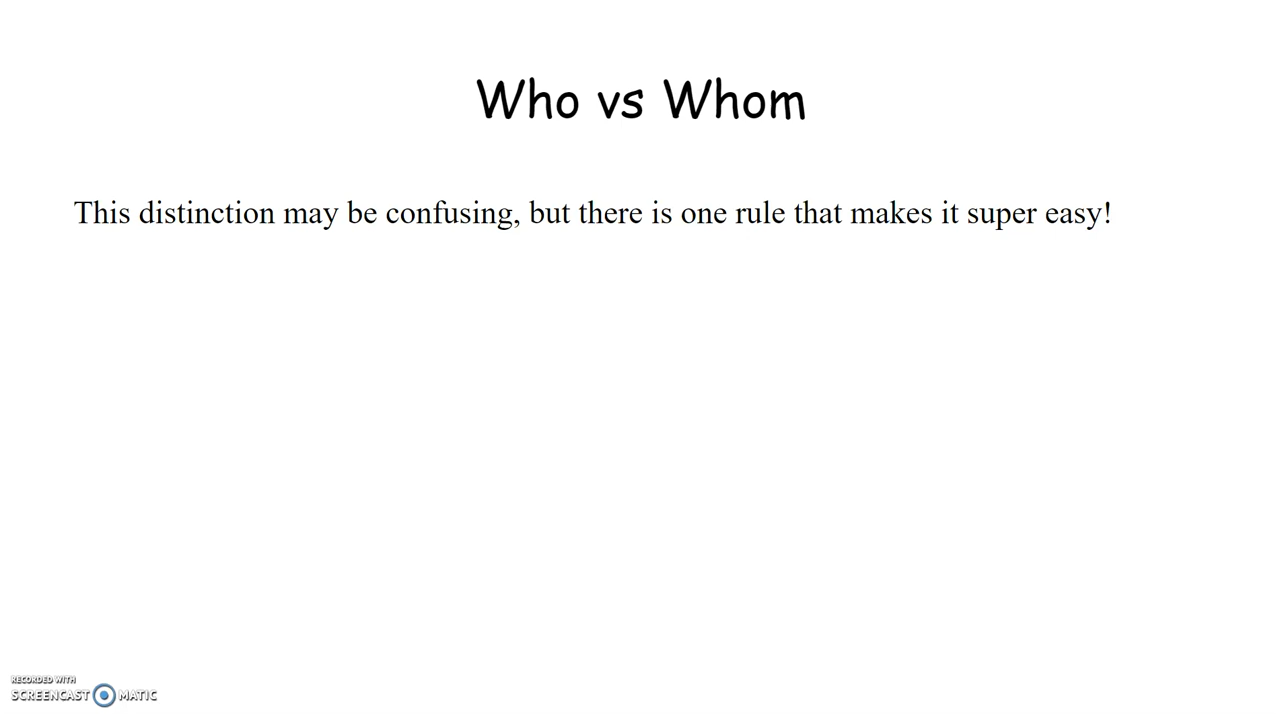 Who vs Whom
This distinction may be confusing, but there is one rule that makes it super easy!
RECORDED WITH
SCREENCAST MATIC